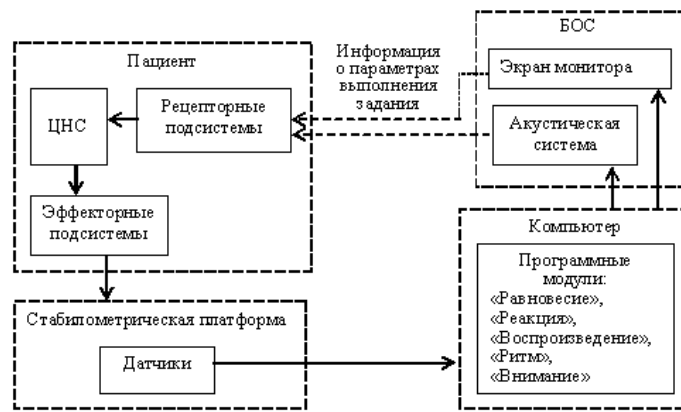 Пациент
ЦНС
Рецепторные
подсистемы
Эффекторные
подсистемы
Информация
о параметрах
выполнения
задания
БОС
Экран монитора
Акустическая
система
Стабилометрическая платформа
Датчики
Компьютер
Программные
модули:
«Равновесие»,
«Реакция»,
«Воспроизведение»,
«Ритм»,
«Внимание»